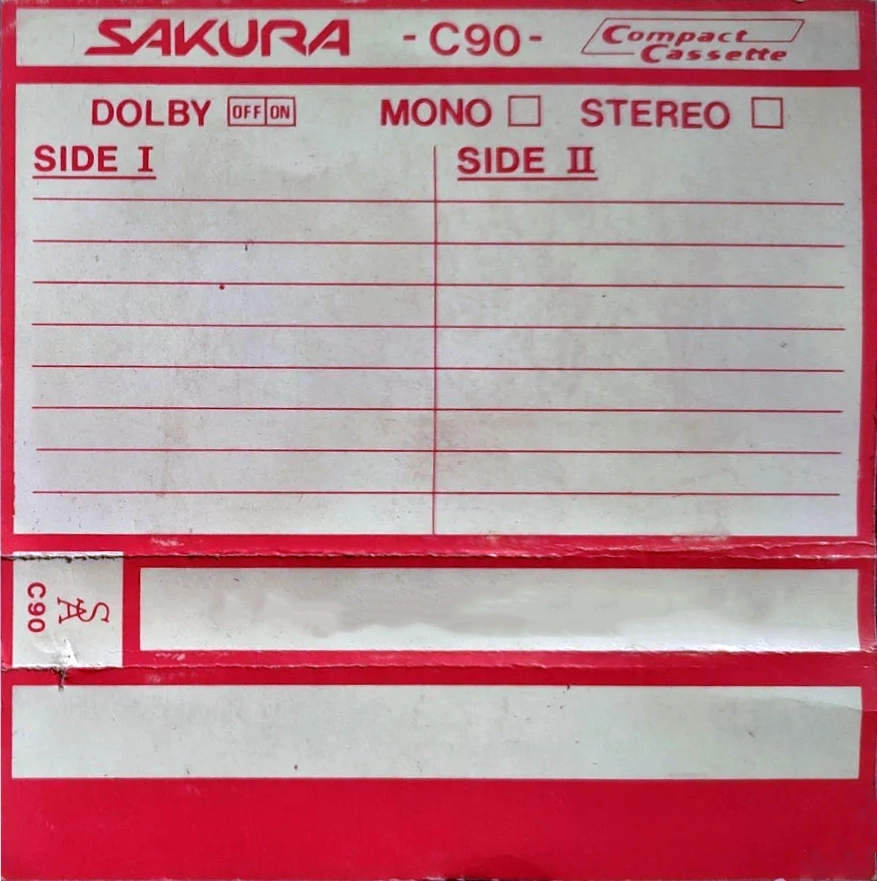 SAKURA -C90- Compact Cassette
DOLBY OFF ON MONO STEREO
SIDE I SIDE II
SA
C90